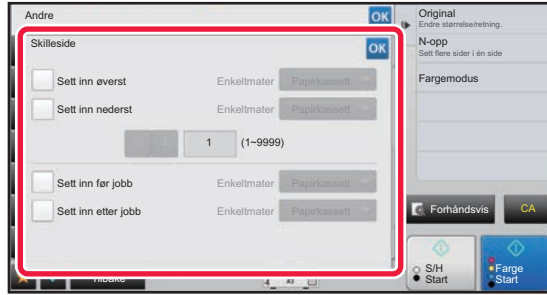 Andre
OK
Skilleside
OK
Sett inn øverst
Enkeltmater
Papirkassett
Sett inn nederst
Enkeltmater
Papirkassett
1
(1~9999)
Sett inn før jobb
Enkeltmater
Papirkassett
Sett inn etter jobb
Enkeltmater
Papirkassett
Tilbake
A3
Original
Endre størrelse/retning.
N-opp
Sett flere sider i én side
Fargemodus
Forhåndsvis
CA
S/H
Start
Farge
Start